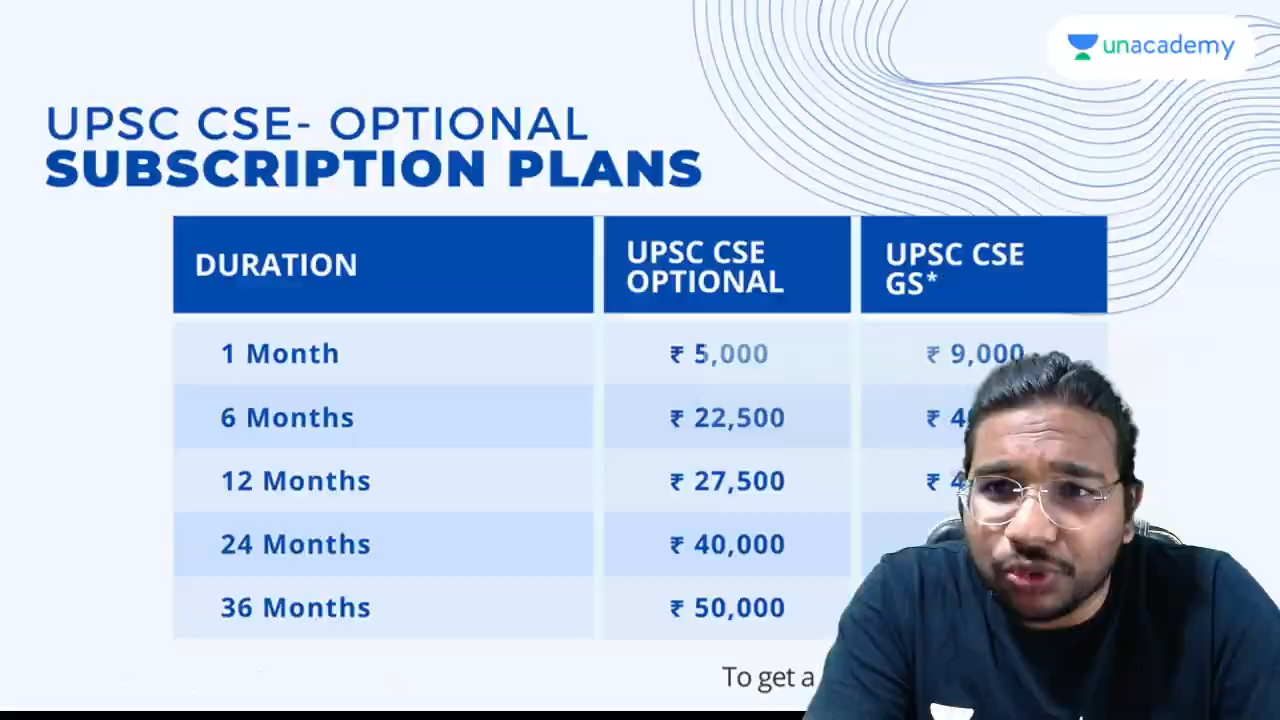 unacademy
UPSC CSE- OPTIONAL
SUBSCRIPTION PLANS
DURATION
UPSC CSE
OPTIONAL
UPSC CSE
GS*
1 Month ₹ 5,000 ₹ 9,000
6 Months ₹ 22,500 ₹
12 Months ₹ 27,500 ₹
24 Months ₹ 40,000
36 Months ₹ 50,000
To get a